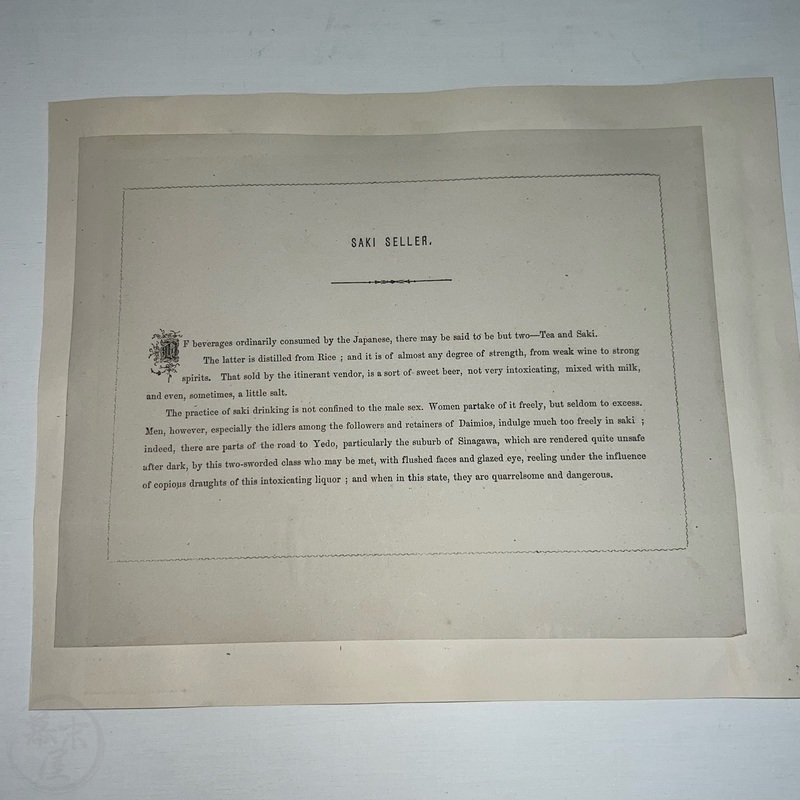 SAKI SELLER.
OF beverages ordinarily consumed by the Japanese, there may be said to be but two—Tea and Saki.
The latter is distilled from Rice ; and it is of almost any degree of strength, from weak wine to strong
spirits. That sold by the itinerant vendor, is a sort of sweet beer, not very intoxicating, mixed with milk,
and even, sometimes, a little salt.
The practice of saki drinking is not confined to the male sex. Women partake of it freely, but seldom to excess.
Men, however, especially the idlers among the followers and retainers of Daimios, indulge much too freely in saki ;
indeed, there are parts of the road to Yedo, particularly the suburb of Sinagawa, which are rendered quite unsafe
after dark, by this two-sworded class who may be met, with flushed faces and glazed eye, reeling under the influence
of copious draughts of this intoxicating liquor ; and when in this state, they are quarrelsome and dangerous.